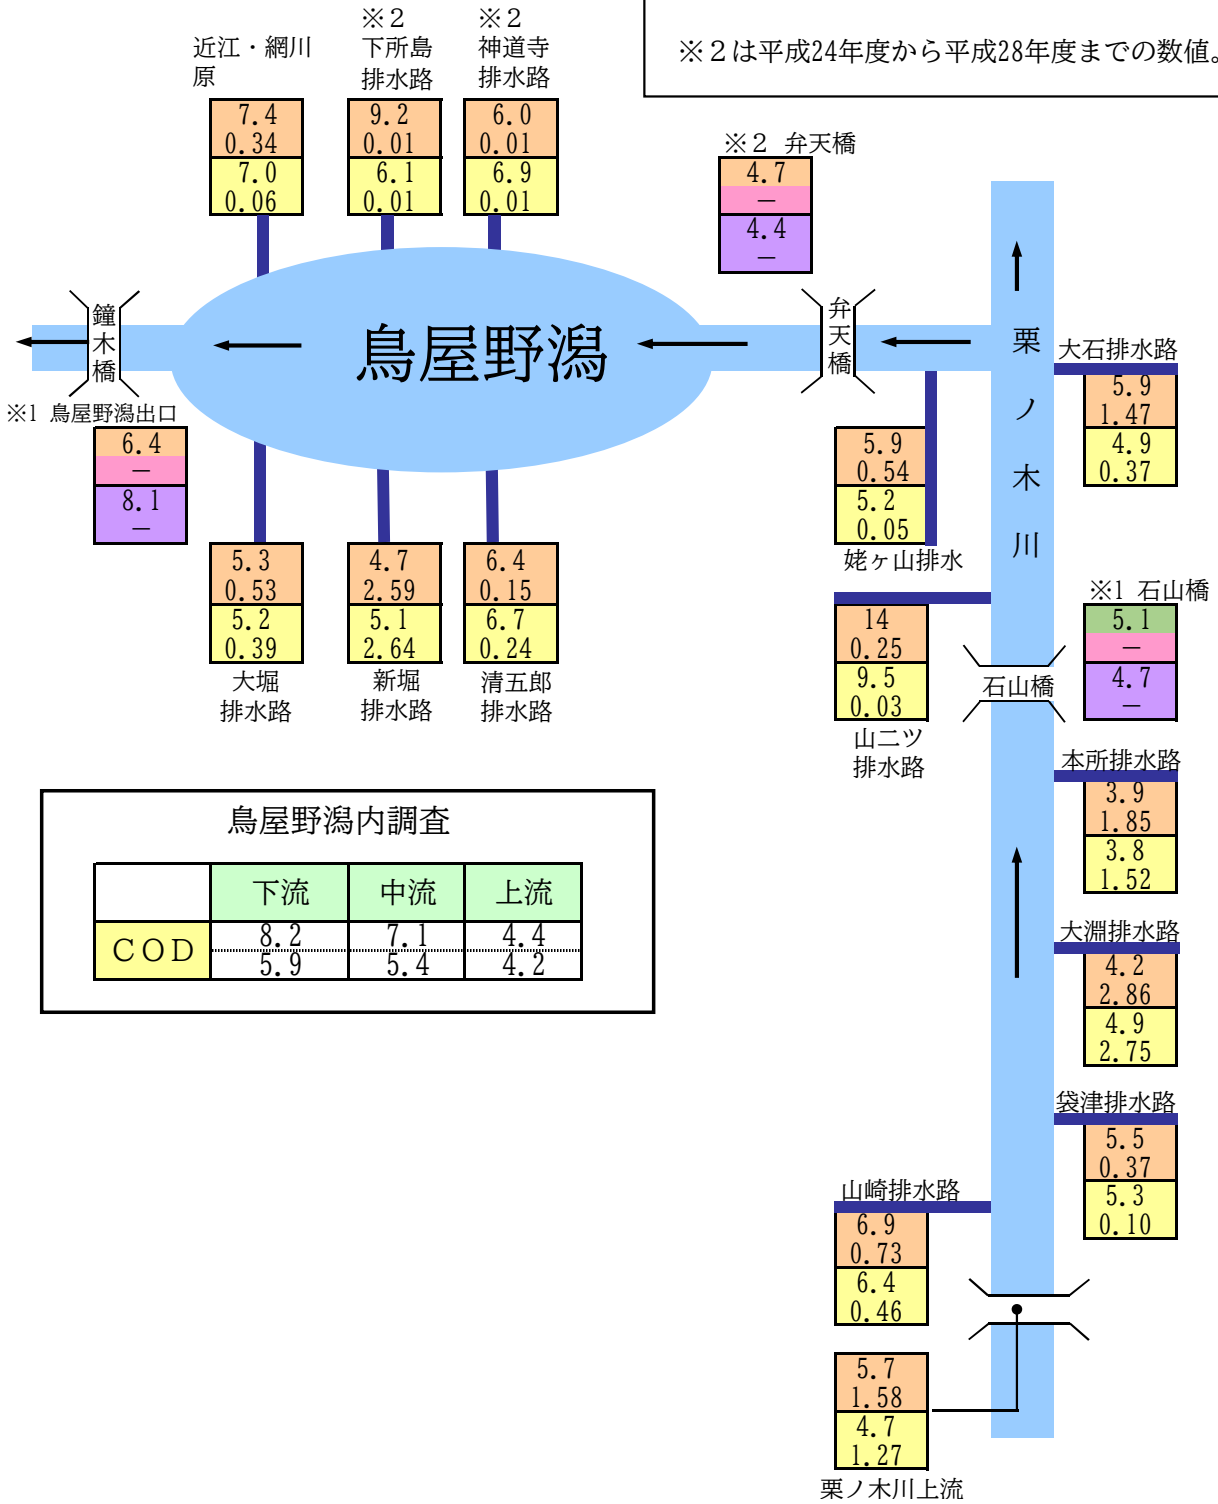 ※２は平成24年度から平成28年度までの数値。
近江・網川
原
7.4
0.34
7.0
0.06
※２
下所島
排水路
9.2
0.01
6.1
0.01
※２
神道寺
排水路
6.0
0.01
6.9
0.01
※２ 弁天橋
4.7
－
4.4
－
鐘木橋
鳥屋野潟
弁天橋
栗ノ木川
大石排水路
5.9
1.47
4.9
0.37
※1 鳥屋野潟出口
6.4
－
8.1
－
5.9
0.54
5.2
0.05
姥ヶ山排水
5.3
0.53
5.2
0.39
大堀
排水路
4.7
2.59
5.1
2.64
新堀
排水路
6.4
0.15
6.7
0.24
清五郎
排水路
14
0.25
9.5
0.03
山二ツ
排水路
石山橋
※1 石山橋
5.1
－
4.7
－
本所排水路
3.9
1.85
3.8
1.52
鳥屋野潟内調査
下流 中流 上流
ＣＯＤ
8.2 7.1 4.4
5.9 5.4 4.2
大淵排水路
4.2
2.86
4.9
2.75
袋津排水路
5.5
0.37
5.3
0.10
山崎排水路
6.9
0.73
6.4
0.46
5.7
1.58
4.7
1.27
栗ノ木川上流